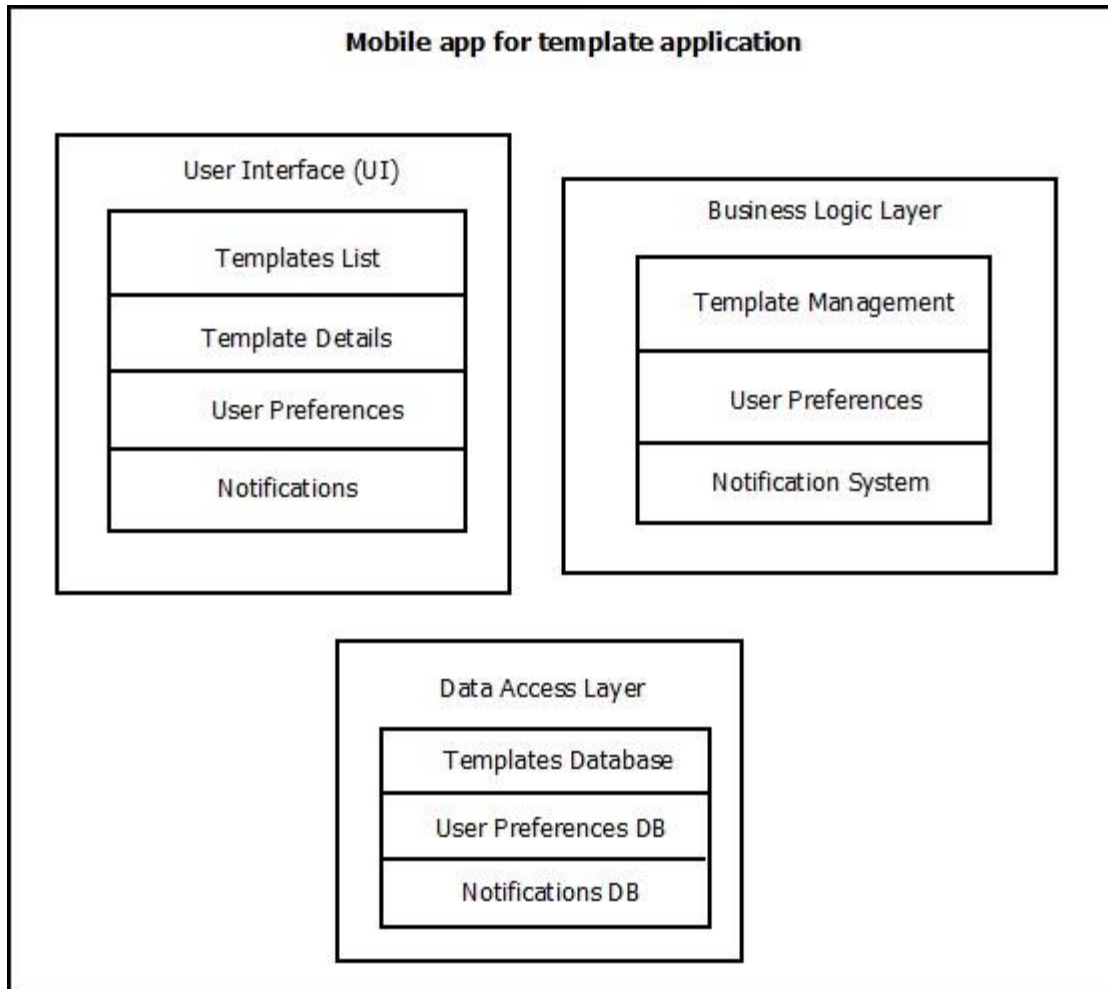 Mobile app for template application
User Interface (UI)
Templates List
Template Details
User Preferences
Notifications
Business Logic Layer
Template Management
User Preferences
Notification System
Data Access Layer
Templates Database
User Preferences DB
Notifications DB